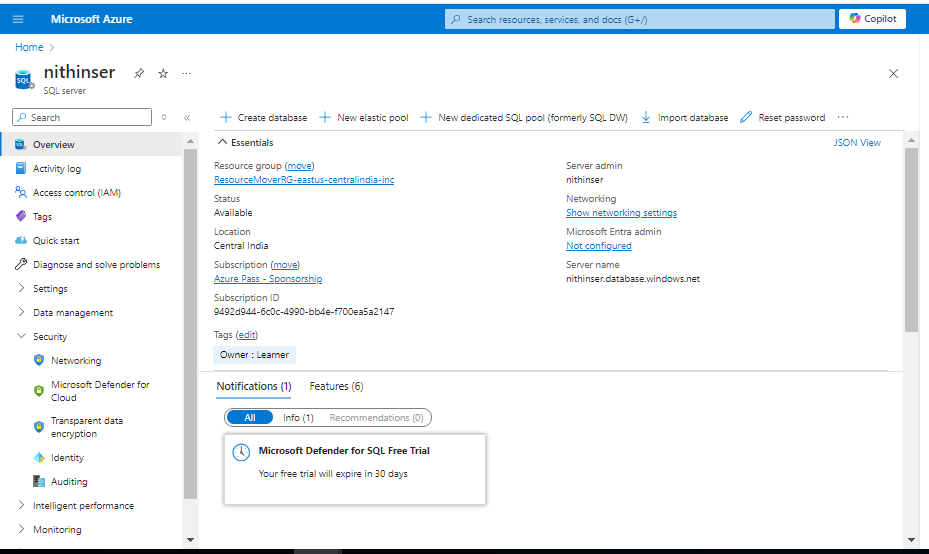 Microsoft Azure
Search resources, services, and docs (G+/)
Copilot
Home
nithinser
SQL server
Search
Create database
New elastic pool
New dedicated SQL pool (formerly SQL DW)
Import database
Reset password
Overview
Activity log
Access control (IAM)
Tags
Quick start
Diagnose and solve problems
Settings
Data management
Security
Networking
Microsoft Defender for
Cloud
Transparent data
encryption
Identity
Auditing
Intelligent performance
Monitoring
Essentials
JSON View
Resource group (move)
ResourceMoverRG-eastus-centralindia-inc
Status
Available
Location
Central India
Subscription (move)
Azure Pass - Sponsorship
Subscription ID
9492d944-6c0c-4990-bb4e-f700ea5a2147
Server admin
nithinser
Networking
Show networking settings
Microsoft Entra admin
Not configured
Server name
nithinser.database.windows.net
Tags (edit)
Owner : Learner
Notifications (1)
Features (6)
All
Info (1)
Recommendations (0)
Microsoft Defender for SQL Free Trial
Your free trial will expire in 30 days